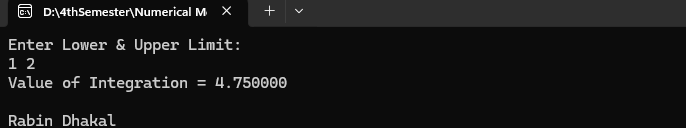 D:\4thSemester\Numerical M
Enter Lower & Upper Limit:
1 2
Value of Integration = 4.750000
Rabin Dhakal